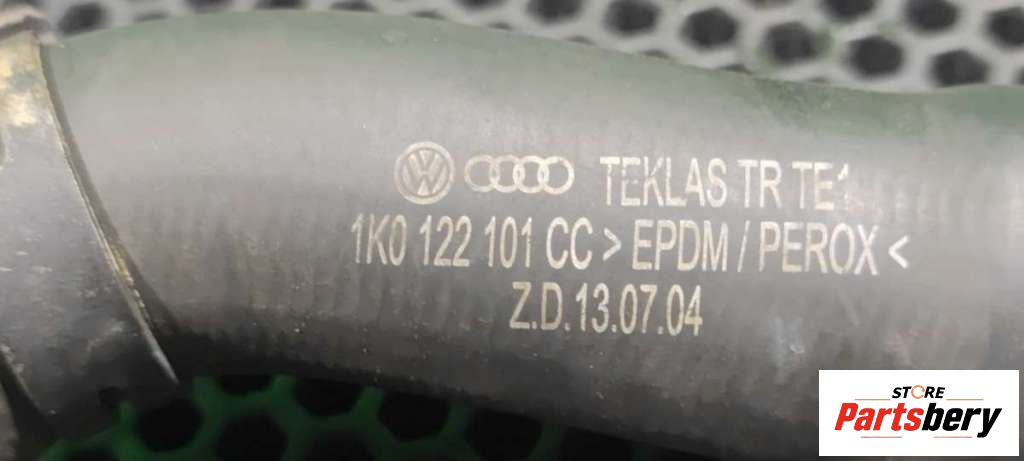 TEKLAS TR TE1
1K0 122 101 CC > EPDM / PEROX <
Z.D.13.07.04
STORE
Partsbery